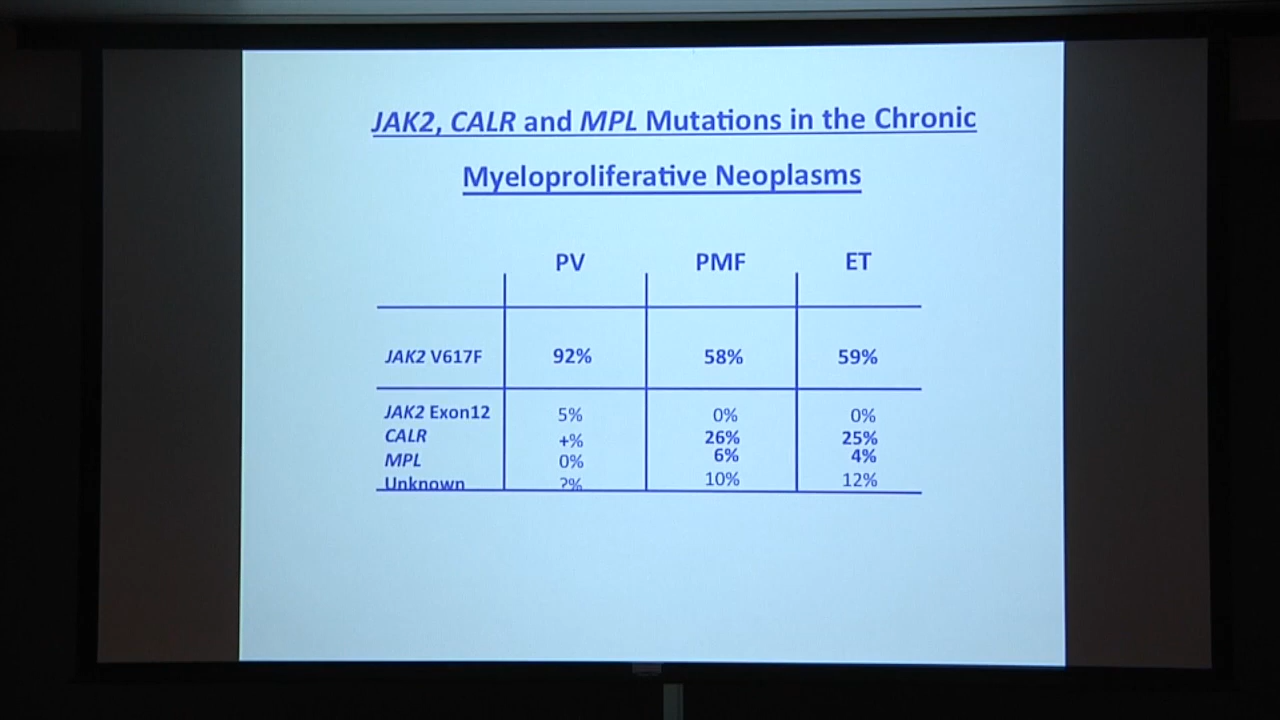 JAK2, CALR and MPL Mutations in the Chronic
Myeloproliferative Neoplasms
PV PMF ET
JAK2 V617F 92% 58% 59%
JAK2 Exon12 5% 0% 0%
CALR +% 26% 25%
MPL 0% 6% 4%
Unknown ?% 10% 12%